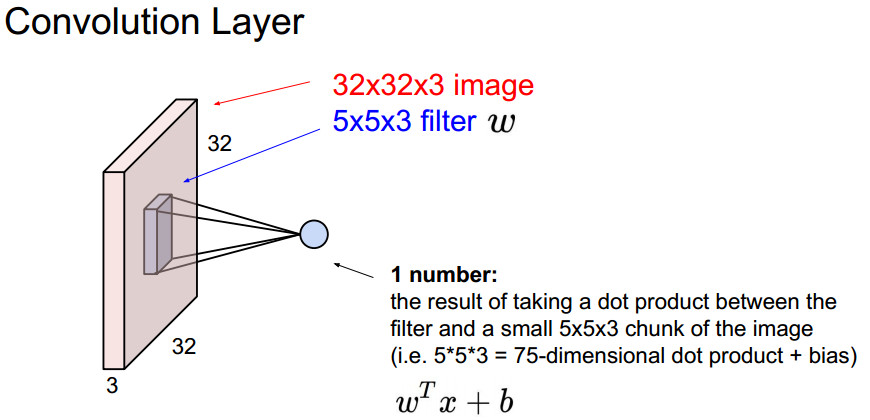 Convolution Layer
32x32x3 image
5x5x3 filter w
32
32
3
1 number:
the result of taking a dot product between the
filter and a small 5x5x3 chunk of the image
(i.e. 5*5*3 = 75-dimensional dot product + bias)
w^T x + b